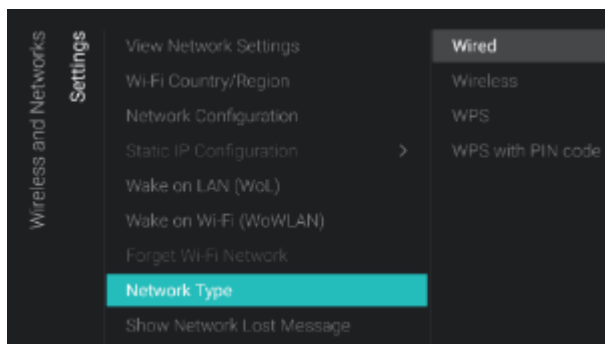 Wireless and Networks
Settings
View Network Settings
Wi-Fi Country/Region
Network Configuration
Static IP Configuration >
Wake on LAN (WoL)
Wake on Wi-Fi (WoWLAN)
Forget Wi-Fi Network
Network Type
Show Network Lost Message
Wired
Wireless
WPS
WPS with PIN code